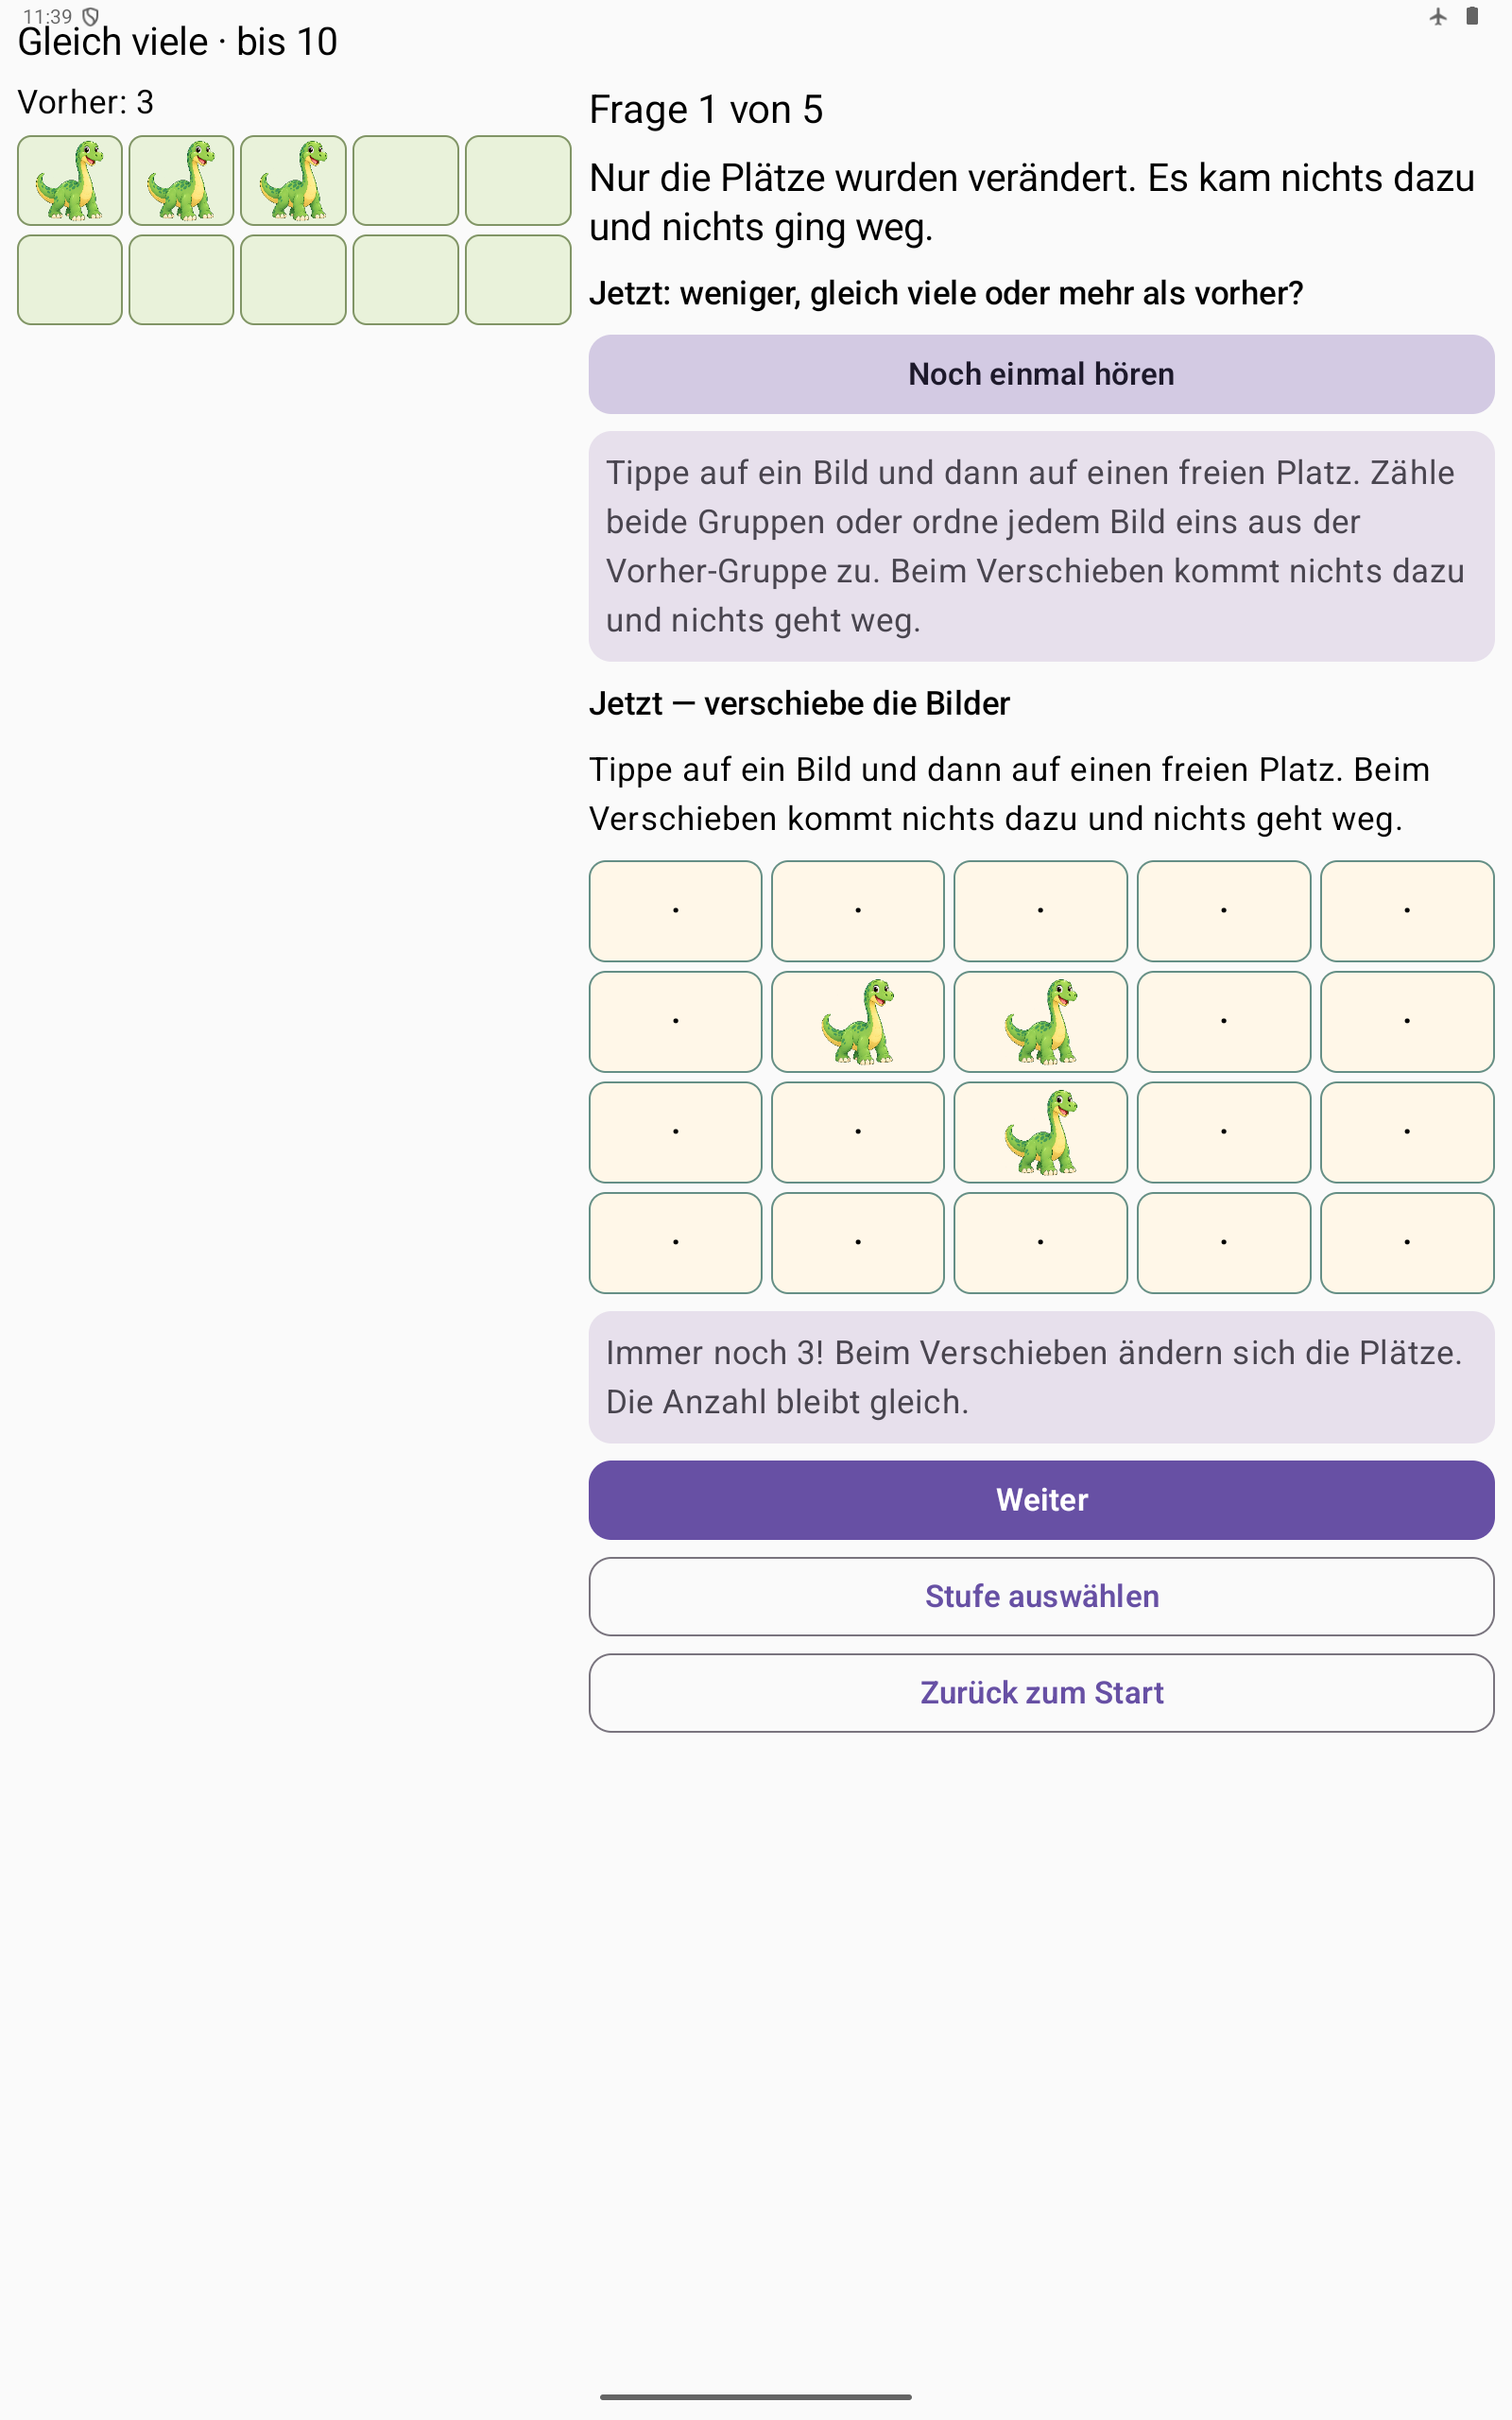 11:39
Gleich viele · bis 10
Vorher: 3
Frage 1 von 5
Nur die Plätze wurden verändert. Es kam nichts dazu
und nichts ging weg.
Jetzt: weniger, gleich viele oder mehr als vorher?
Noch einmal hören
Tippe auf ein Bild und dann auf einen freien Platz. Zähle
beide Gruppen oder ordne jedem Bild eins aus der
Vorher-Gruppe zu. Beim Verschieben kommt nichts dazu
und nichts geht weg.
Jetzt — verschiebe die Bilder
Tippe auf ein Bild und dann auf einen freien Platz. Beim
Verschieben kommt nichts dazu und nichts geht weg.
Immer noch 3! Beim Verschieben ändern sich die Plätze.
Die Anzahl bleibt gleich.
Weiter
Stufe auswählen
Zurück zum Start